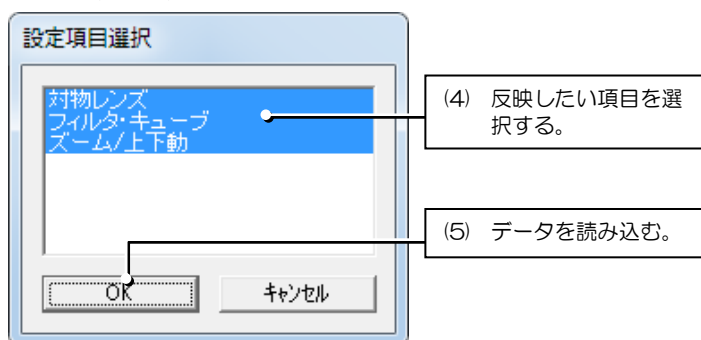 設定項目選択
対物レンズ
フィルタ･キューブ
ズーム/上下動
(4) 反映したい項目を選
択する。
(5) データを読み込む。
OK
ｷｬﾝｾﾙ